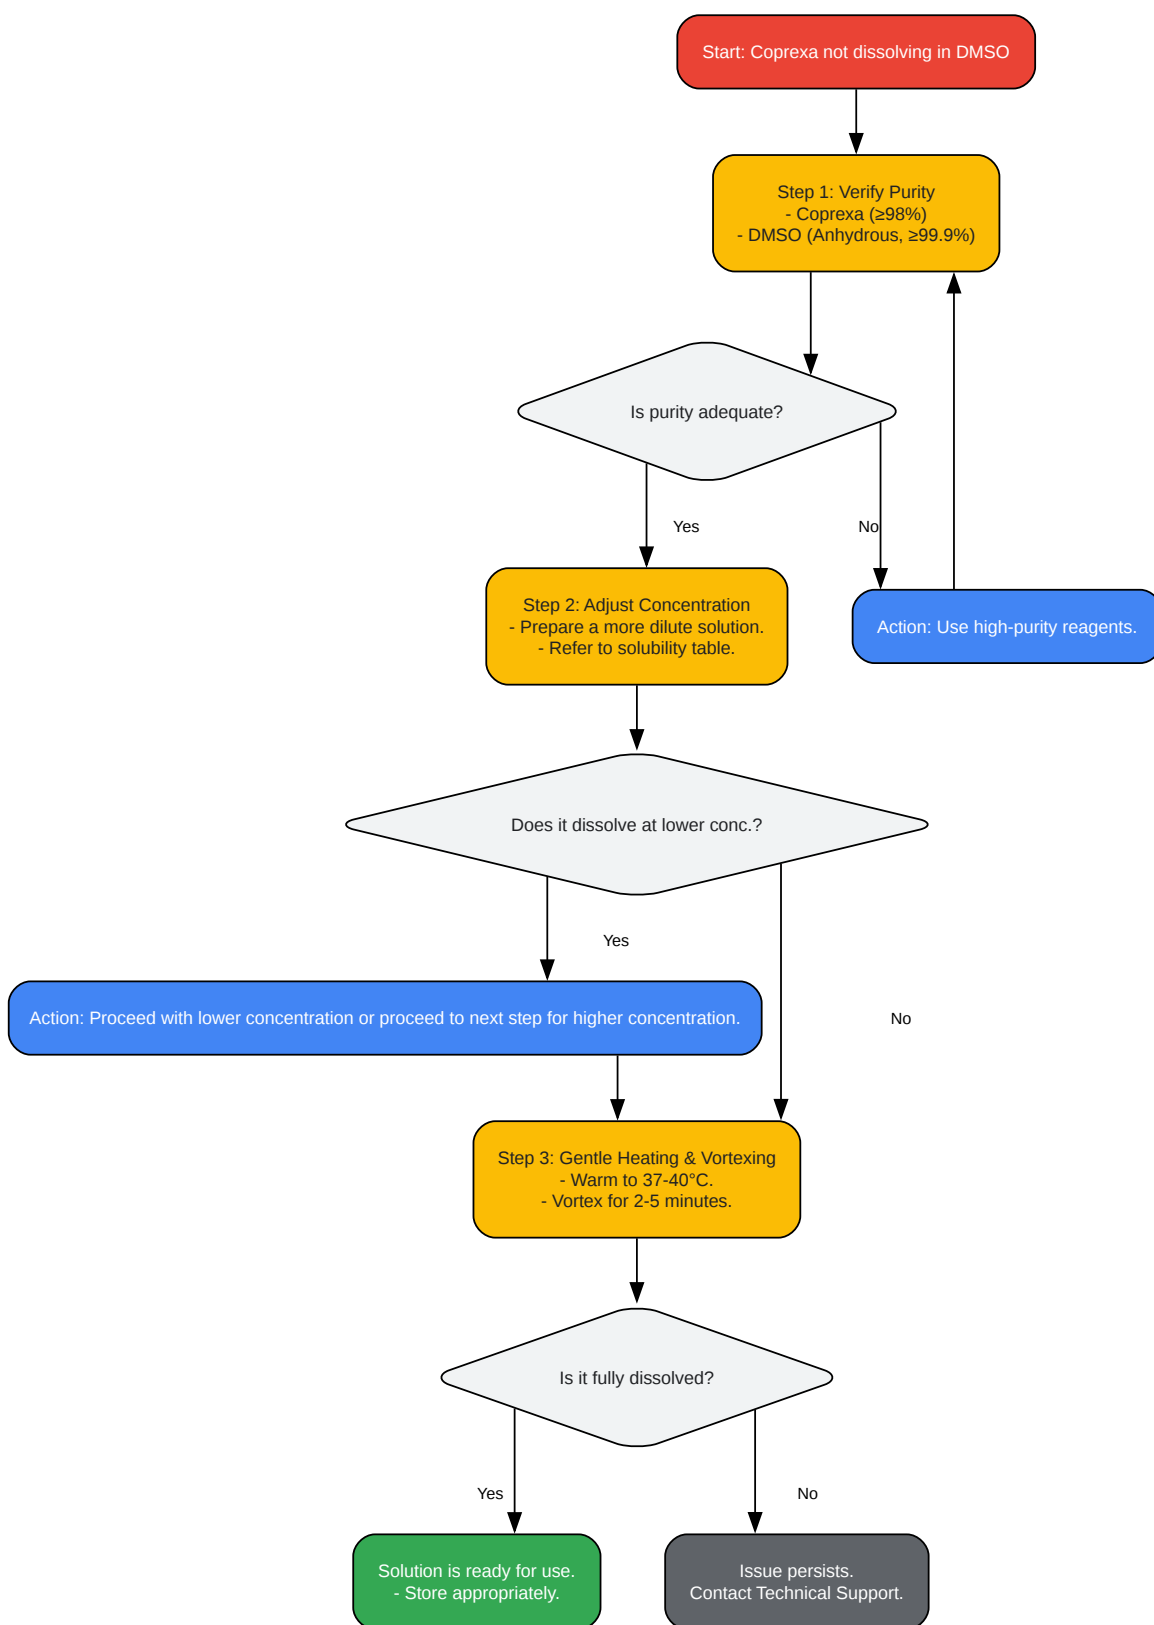 Start: Coprexa not dissolving in DMSO
Step 1: Verify Purity
- Coprexa (≥98%)
- DMSO (Anhydrous, ≥99.9%)
Is purity adequate?
Yes
No
Step 2: Adjust Concentration
- Prepare a more dilute solution.
- Refer to solubility table.
Action: Use high-purity reagents.
Does it dissolve at lower conc.?
Yes
Action: Proceed with lower concentration or proceed to next step for higher concentration.
No
Step 3: Gentle Heating & Vortexing
- Warm to 37-40°C.
- Vortex for 2-5 minutes.
Is it fully dissolved?
Yes
No
Solution is ready for use.
- Store appropriately.
Issue persists.
Contact Technical Support.